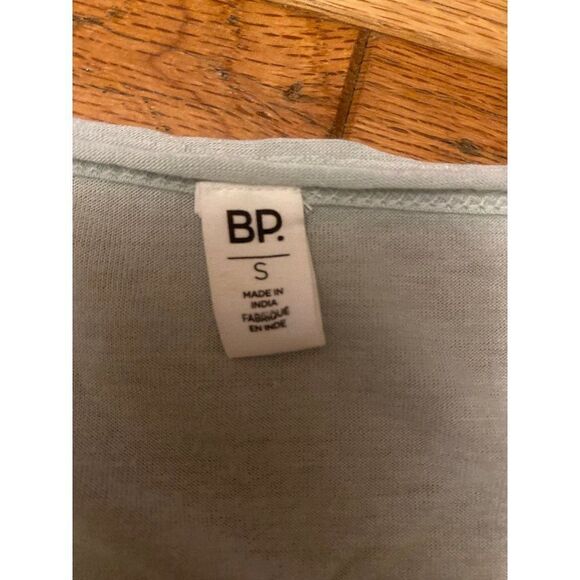 BP.
S
MADE IN
INDIA
FABRIQUÉ
EN INDE